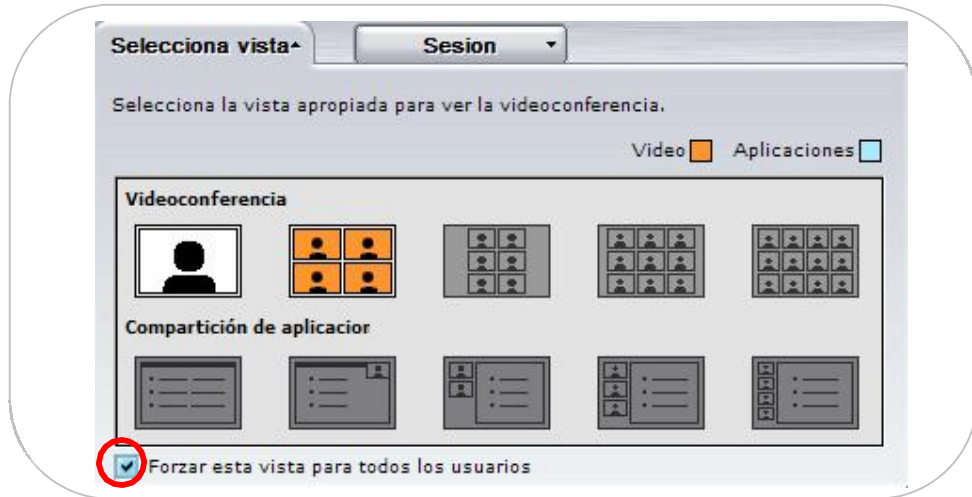 Selecciona vista
Sesion
Selecciona la vista apropiada para ver la videoconferencia.
Video Aplicaciones
Videoconferencia
Compartición de aplicacior
Forzar esta vista para todos los usuarios